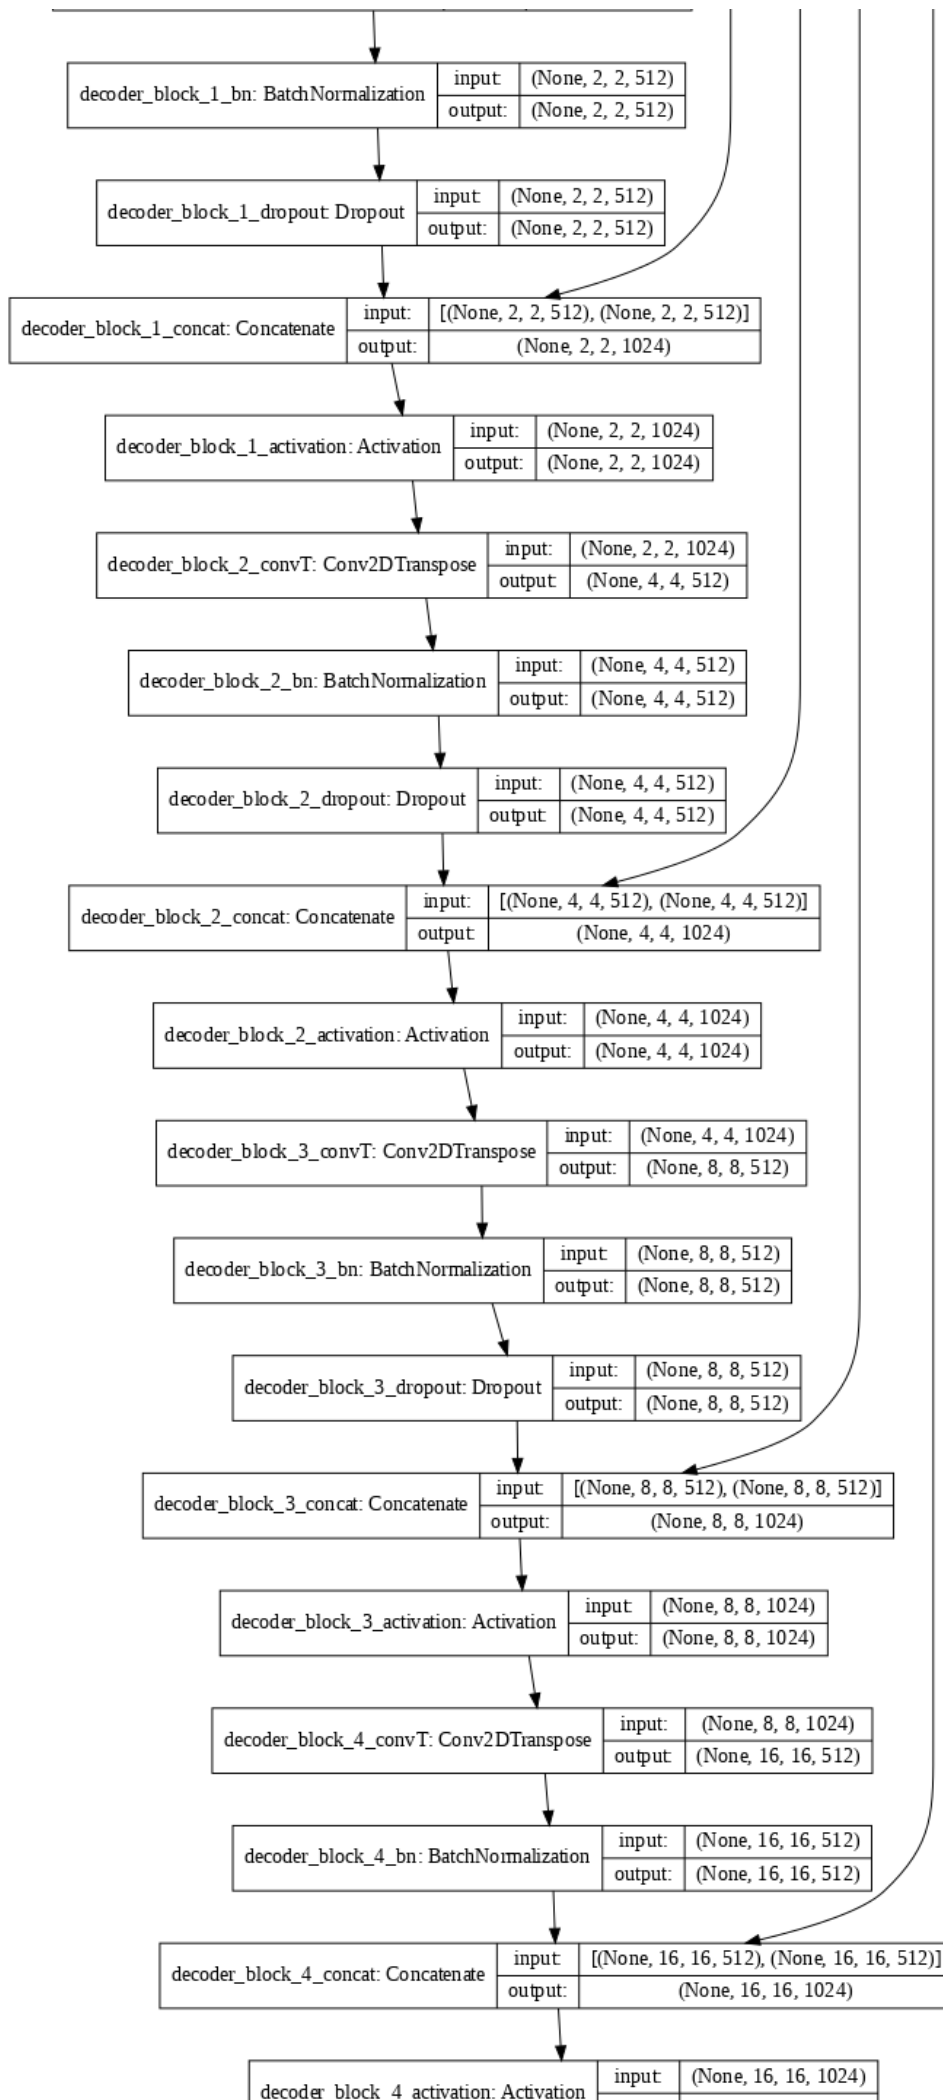 decoder_block_1_bn: BatchNormalization
input: (None, 2, 2, 512)
output: (None, 2, 2, 512)
decoder_block_1_dropout: Dropout
input: (None, 2, 2, 512)
output: (None, 2, 2, 512)
decoder_block_1_concat: Concatenate
input: [(None, 2, 2, 512), (None, 2, 2, 512)]
output: (None, 2, 2, 1024)
decoder_block_1_activation: Activation
input: (None, 2, 2, 1024)
output: (None, 2, 2, 1024)
decoder_block_2_convT: Conv2DTranspose
input: (None, 2, 2, 1024)
output: (None, 4, 4, 512)
decoder_block_2_bn: BatchNormalization
input: (None, 4, 4, 512)
output: (None, 4, 4, 512)
decoder_block_2_dropout: Dropout
input: (None, 4, 4, 512)
output: (None, 4, 4, 512)
decoder_block_2_concat: Concatenate
input: [(None, 4, 4, 512), (None, 4, 4, 512)]
output: (None, 4, 4, 1024)
decoder_block_2_activation: Activation
input: (None, 4, 4, 1024)
output: (None, 4, 4, 1024)
decoder_block_3_convT: Conv2DTranspose
input: (None, 4, 4, 1024)
output: (None, 8, 8, 512)
decoder_block_3_bn: BatchNormalization
input: (None, 8, 8, 512)
output: (None, 8, 8, 512)
decoder_block_3_dropout: Dropout
input: (None, 8, 8, 512)
output: (None, 8, 8, 512)
decoder_block_3_concat: Concatenate
input: [(None, 8, 8, 512), (None, 8, 8, 512)]
output: (None, 8, 8, 1024)
decoder_block_3_activation: Activation
input: (None, 8, 8, 1024)
output: (None, 8, 8, 1024)
decoder_block_4_convT: Conv2DTranspose
input: (None, 8, 8, 1024)
output: (None, 16, 16, 512)
decoder_block_4_bn: BatchNormalization
input: (None, 16, 16, 512)
output: (None, 16, 16, 512)
decoder_block_4_concat: Concatenate
input: [(None, 16, 16, 512), (None, 16, 16, 512)]
output: (None, 16, 16, 1024)
decoder_block_4_activation: Activation
input: (None, 16, 16, 1024)